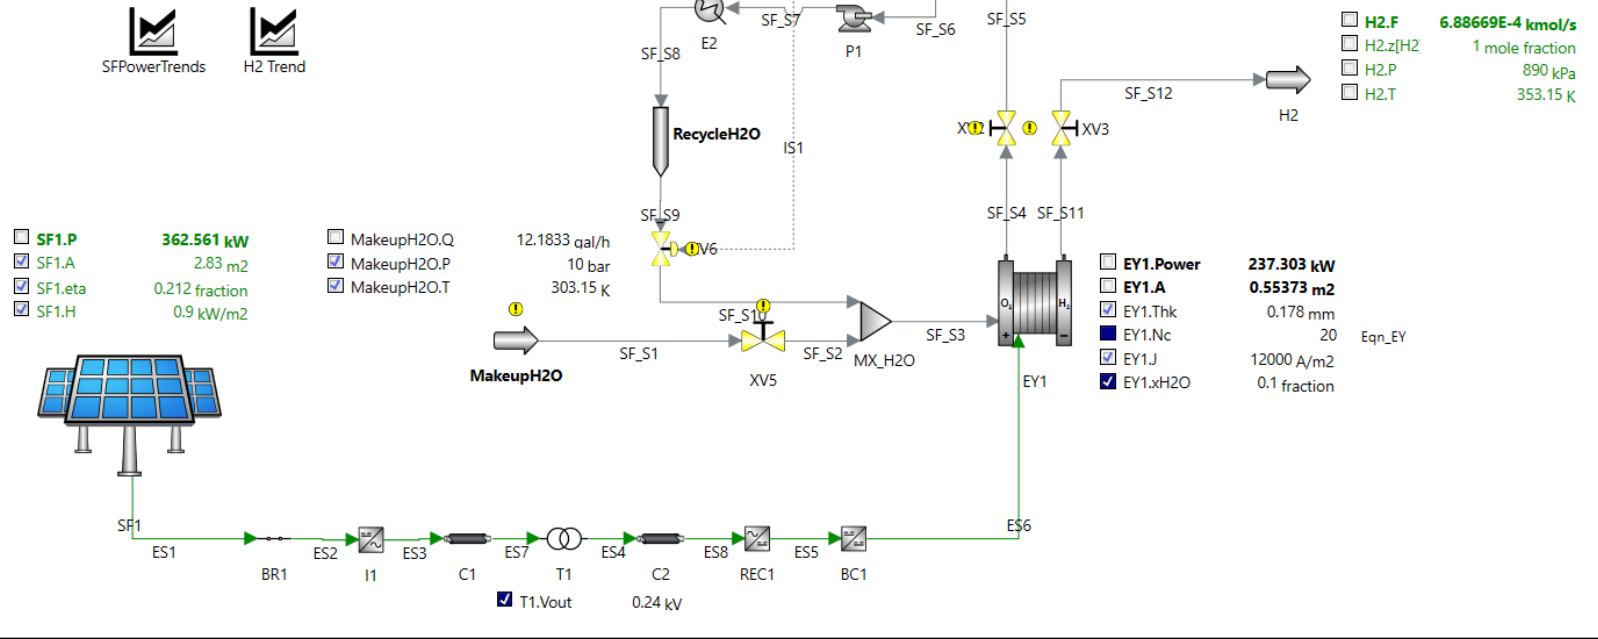 SFPowerTrends
H2 Trend
E2
SF_S7
P1
SF_S6
SF_S5
SF_S8
RecycleH2O
IS1
SF_S9
SF_S12
H2
XV3
SF_S4
SF_S11
H2.F 6.88669E-4 kmol/s
H2.z[H2 1 mole fraction
H2.P 890 kPa
H2.T 353.15 K
SF1.P 362.561 kW
SF1.A 2.83 m2
SF1.eta 0.212 fraction
SF1.H 0.9 kW/m2
MakeupH2O.Q 12.1833 gal/h
MakeupH2O.P 10 bar
MakeupH2O.T 303.15 K
V6
SF_S10
MakeupH2O
SF_S1
XV5
SF_S2
MX_H2O
SF_S3
O2
H2
+
−
EY1
EY1.Power 237.303 kW
EY1.A 0.55373 m2
EY1.Thk 0.178 mm
EY1.Nc 20 Eqn_EY
EY1.J 12000 A/m2
EY1.xH2O 0.1 fraction
SF1
ES1
BR1
ES2
I1
ES3
C1
ES7
T1
ES4
C2
ES8
REC1
ES5
BC1
ES6
T1.Vout 0.24 kV